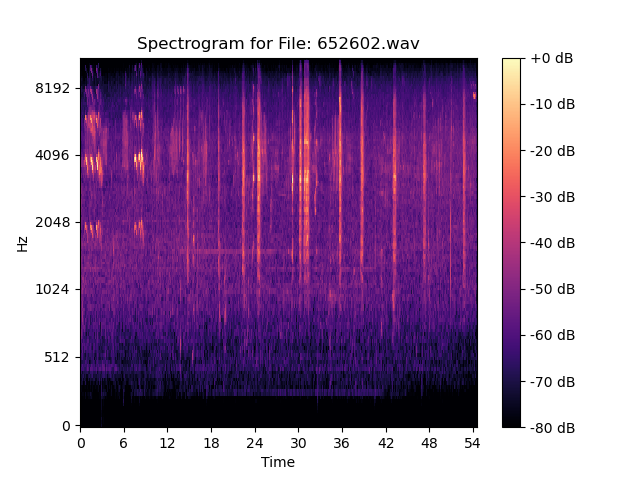 Spectrogram for File: 652602.wav
8192
4096
2048
1024
512
0
Hz
0 6 12 18 24 30 36 42 48 54
Time
+0 dB
-10 dB
-20 dB
-30 dB
-40 dB
-50 dB
-60 dB
-70 dB
-80 dB